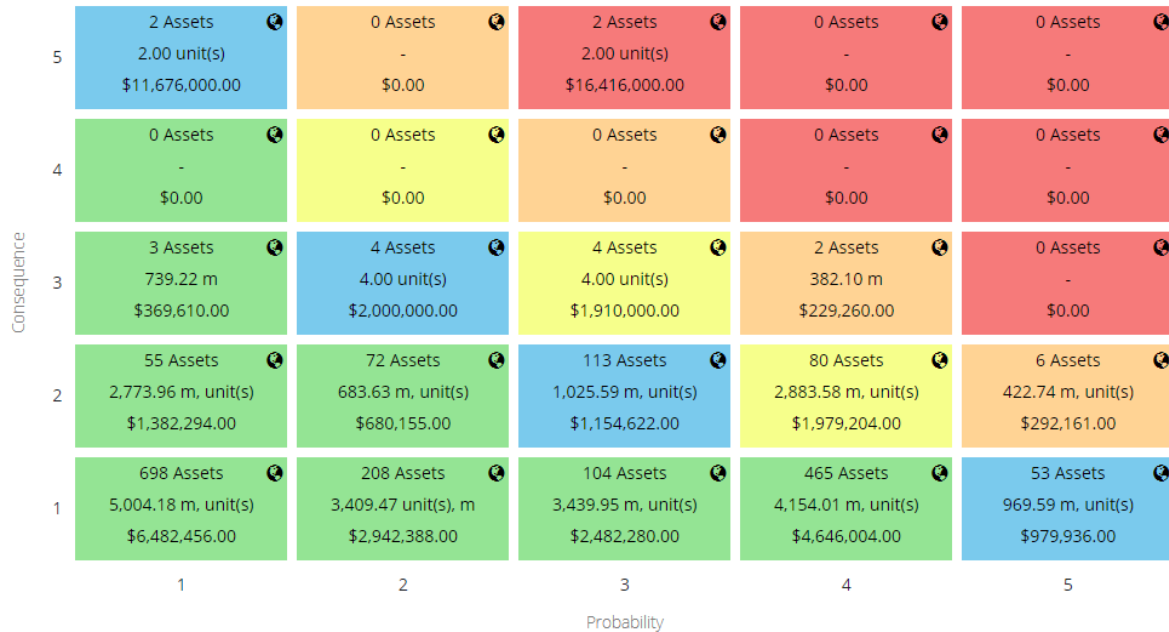 2 Assets
2.00 unit(s)
$11,676,000.00
0 Assets
-
$0.00
2 Assets
2.00 unit(s)
$16,416,000.00
0 Assets
-
$0.00
0 Assets
-
$0.00
5
0 Assets
-
$0.00
0 Assets
-
$0.00
0 Assets
-
$0.00
0 Assets
-
$0.00
0 Assets
-
$0.00
4
3 Assets
739.22 m
$369,610.00
4 Assets
4.00 unit(s)
$2,000,000.00
4 Assets
4.00 unit(s)
$1,910,000.00
2 Assets
382.10 m
$229,260.00
0 Assets
-
$0.00
3
Consequence
55 Assets
2,773.96 m, unit(s)
$1,382,294.00
72 Assets
683.63 m, unit(s)
$680,155.00
113 Assets
1,025.59 m, unit(s)
$1,154,622.00
80 Assets
2,883.58 m, unit(s)
$1,979,204.00
6 Assets
422.74 m, unit(s)
$292,161.00
2
698 Assets
5,004.18 m, unit(s)
$6,482,456.00
208 Assets
3,409.47 unit(s), m
$2,942,388.00
104 Assets
3,439.95 m, unit(s)
$2,482,280.00
465 Assets
4,154.01 m, unit(s)
$4,646,004.00
53 Assets
969.59 m, unit(s)
$979,936.00
1
1 2 3 4 5
Probability